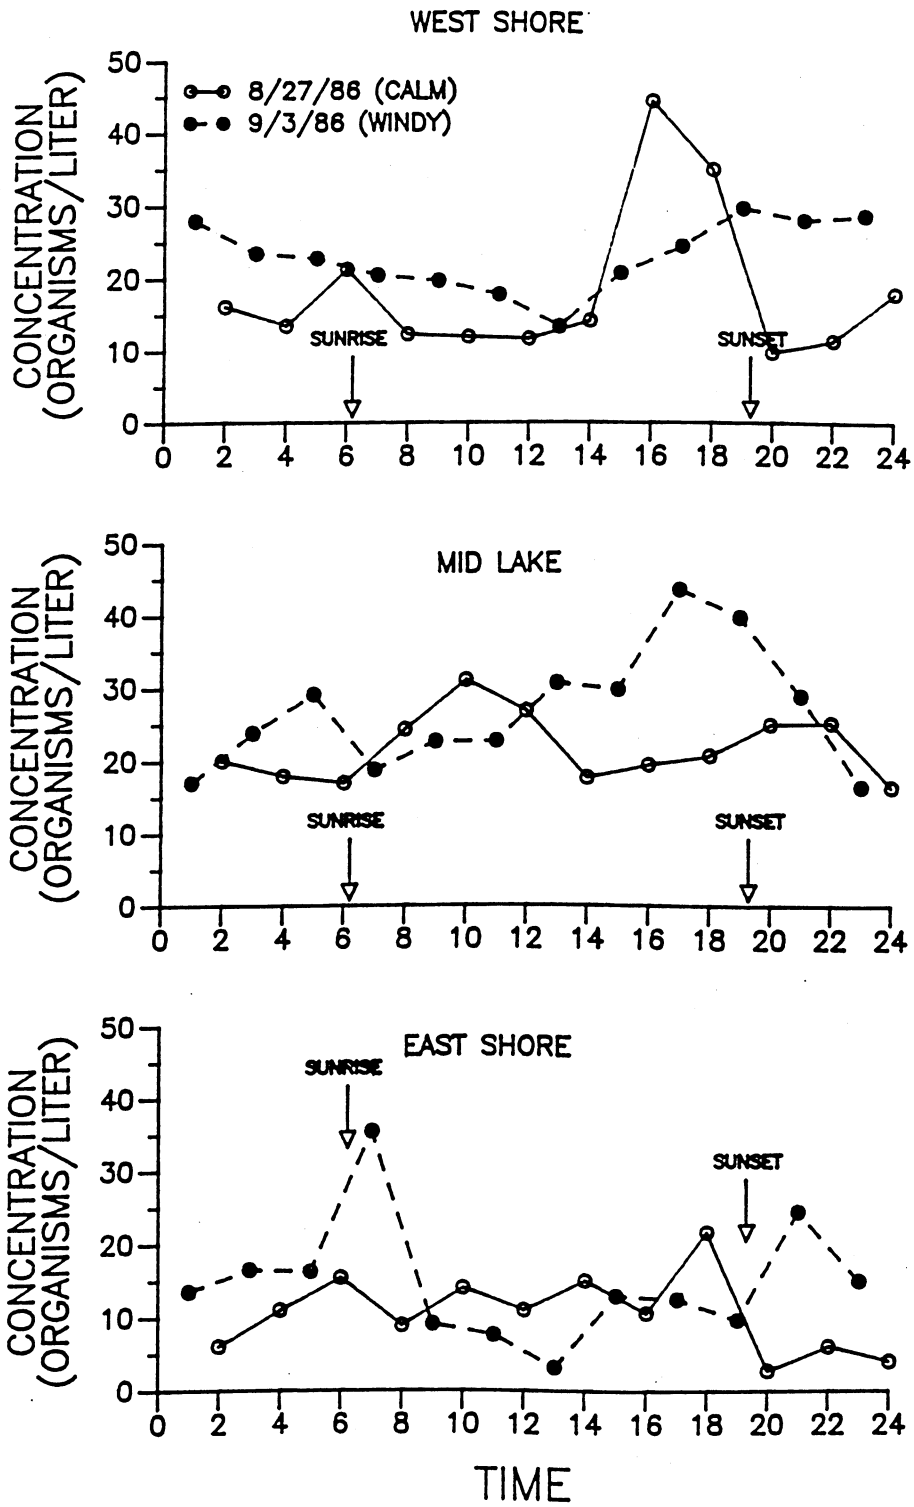 WEST SHORE
CONCENTRATION
(ORGANISMS/LITER)
50
40
30
20
10
0
8/27/86 (CALM)
9/3/86 (WINDY)
SUNRISE
SUNSET
0 2 4 6 8 10 12 14 16 18 20 22 24
MID LAKE
CONCENTRATION
(ORGANISMS/LITER)
50
40
30
20
10
0
SUNRISE
SUNSET
0 2 4 6 8 10 12 14 16 18 20 22 24
EAST SHORE
CONCENTRATION
(ORGANISMS/LITER)
50
40
30
20
10
0
SUNRISE
SUNSET
0 2 4 6 8 10 12 14 16 18 20 22 24
TIME